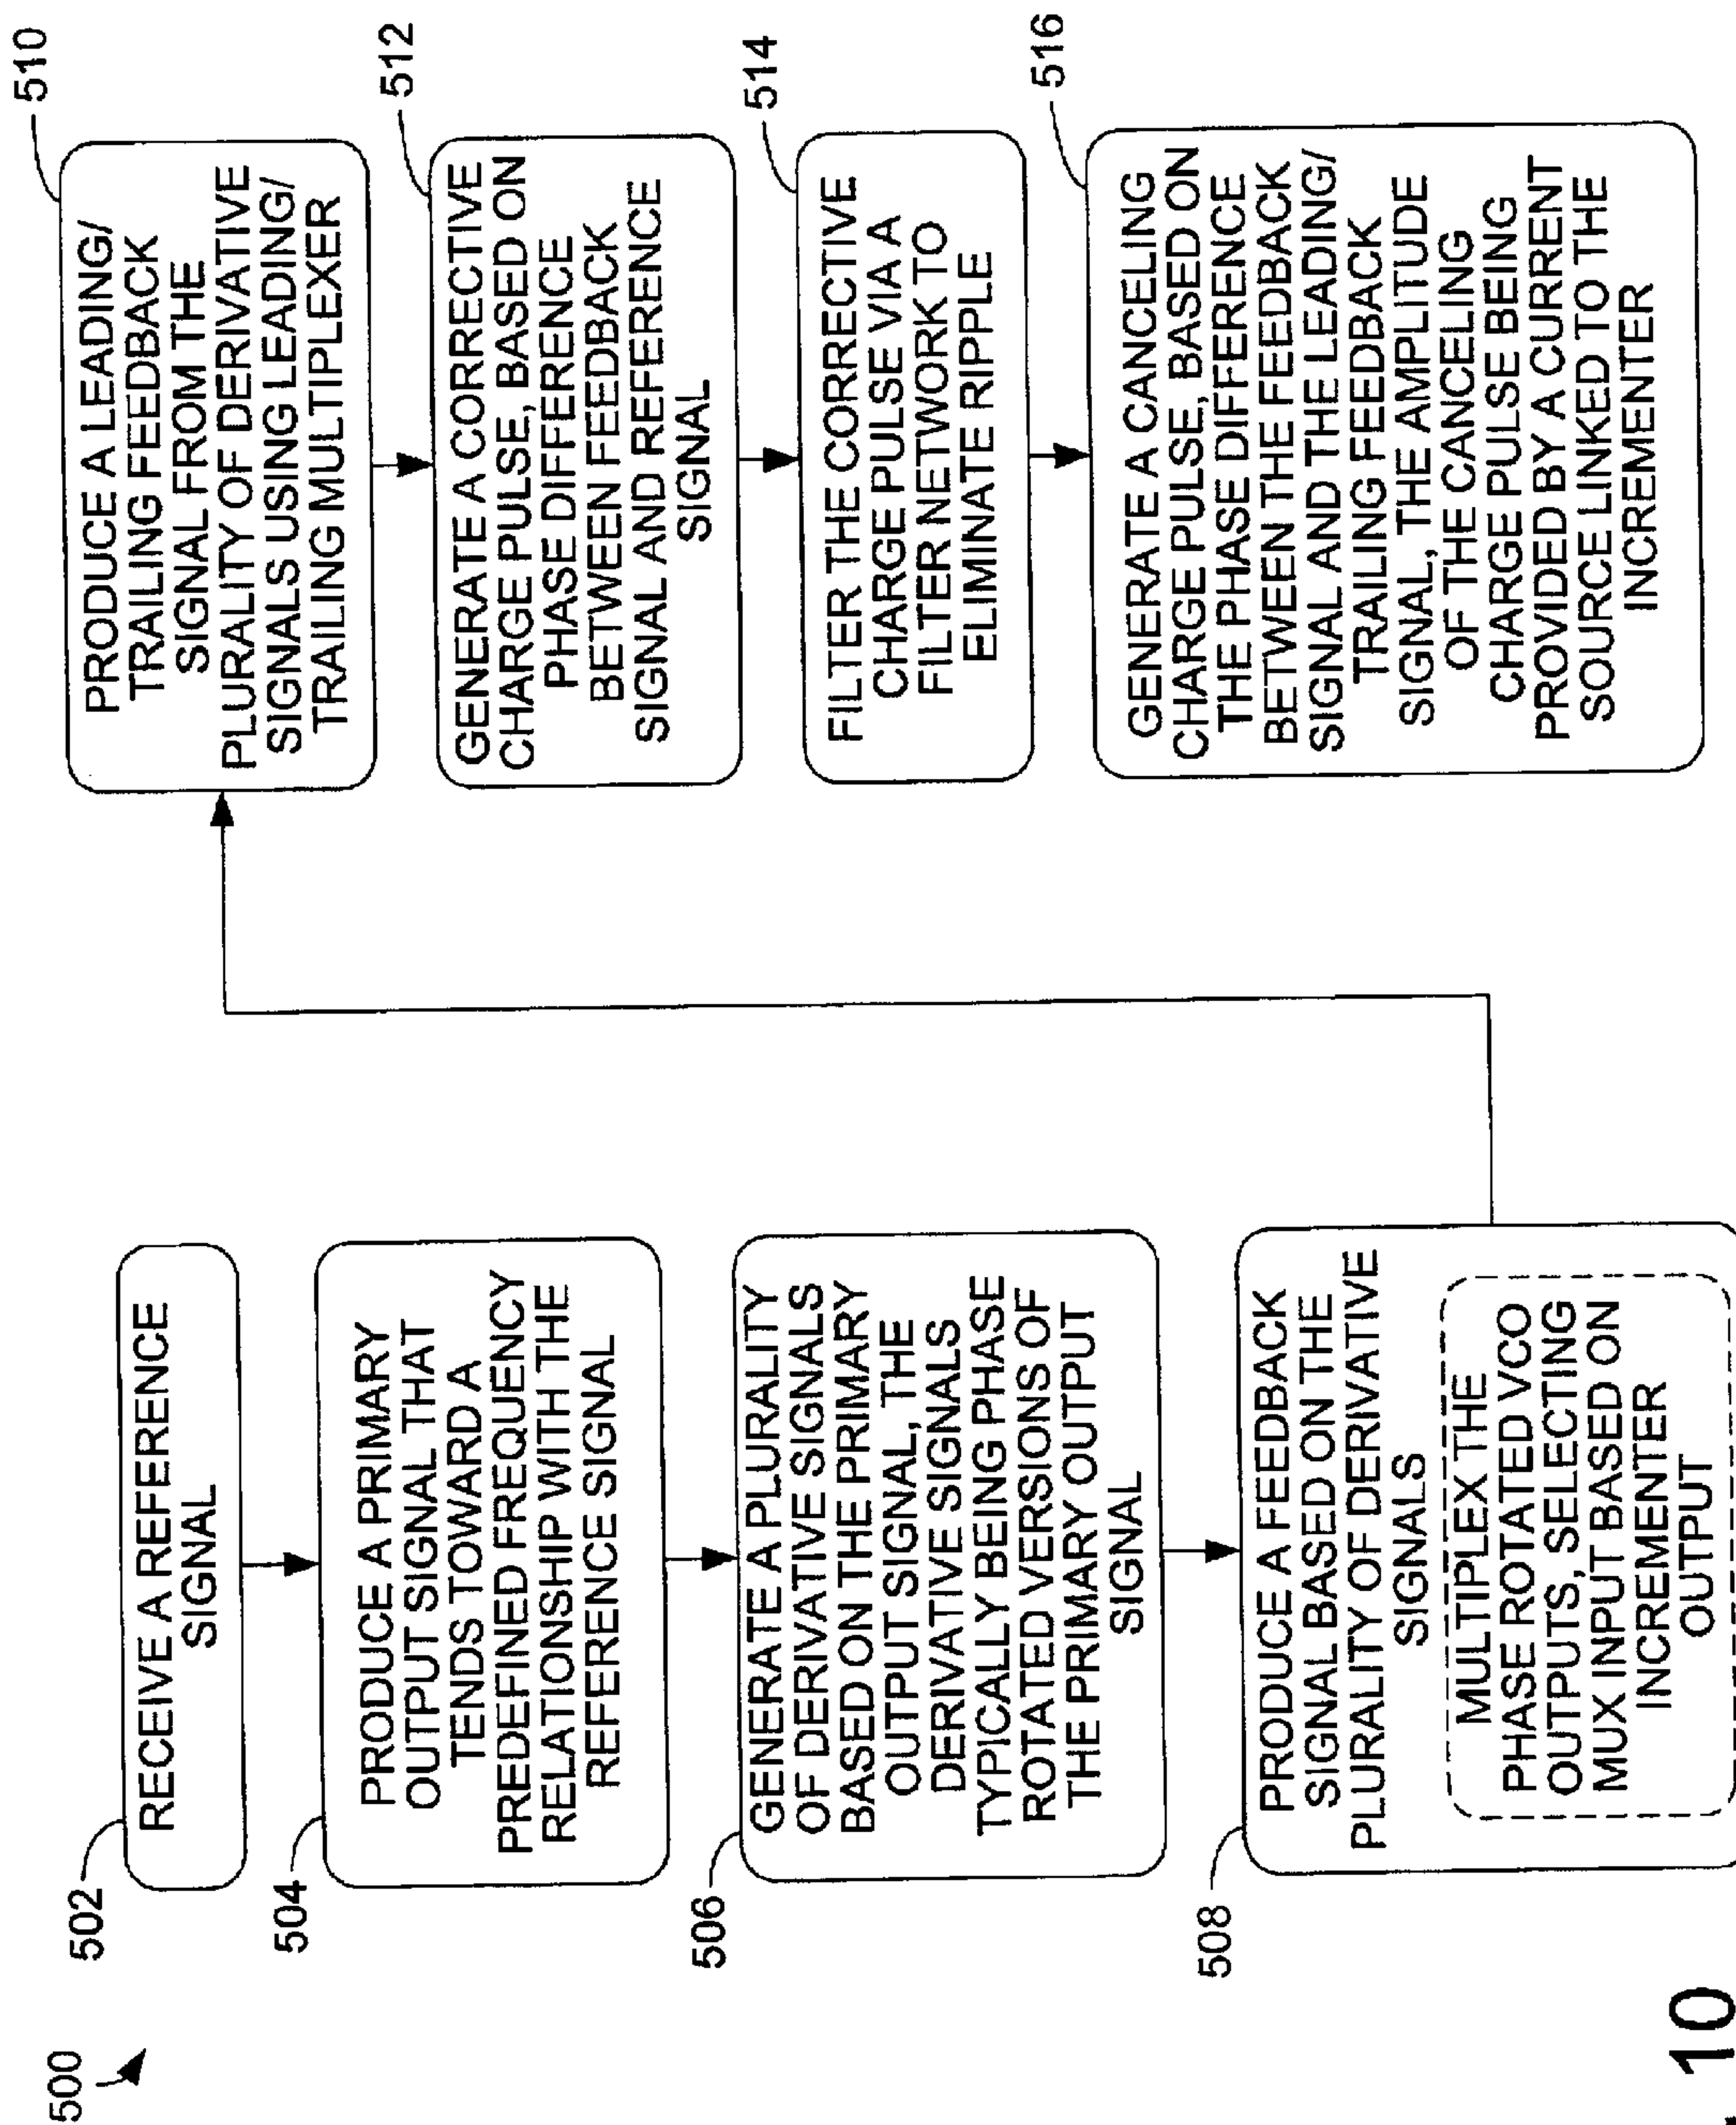 500
502
RECEIVE A REFERENCE
SIGNAL
504
PRODUCE A PRIMARY
OUTPUT SIGNAL THAT
TENDS TOWARD A
PREDEFINED FREQUENCY
RELATIONSHIP WITH THE
REFERENCE SIGNAL
506
GENERATE A PLURALITY
OF DERIVATIVE SIGNALS
BASED ON THE PRIMARY
OUTPUT SIGNAL, THE
DERIVATIVE SIGNALS
TYPICALLY BEING PHASE
ROTATED VERSIONS OF
THE PRIMARY OUTPUT
SIGNAL
508
PRODUCE A FEEDBACK
SIGNAL BASED ON THE
PLURALITY OF DERIVATIVE
SIGNALS
MULTIPLEX THE
PHASE ROTATED VCO
OUTPUTS, SELECTING
MUX INPUT BASED ON
INCREMENTER
OUTPUT
510
PRODUCE A LEADING/
TRAILING FEEDBACK
SIGNAL FROM THE
PLURALITY OF DERIVATIVE
SIGNALS USING LEADING/
TRAILING MULTIPLEXER
512
GENERATE A CORRECTIVE
CHARGE PULSE, BASED ON
PHASE DIFFERENCE
BETWEEN FEEDBACK
SIGNAL AND REFERENCE
SIGNAL
514
FILTER THE CORRECTIVE
CHARGE PULSE VIA A
FILTER NETWORK TO
ELIMINATE RIPPLE
516
GENERATE A CANCELING
CHARGE PULSE, BASED ON
THE PHASE DIFFERENCE
BETWEEN THE FEEDBACK
SIGNAL AND THE LEADING/
TRAILING FEEDBACK
SIGNAL, THE AMPLITUDE
OF THE CANCELING
CHARGE PULSE BEING
PROVIDED BY A CURRENT
SOURCE LINKED TO THE
INCREMENTER
10